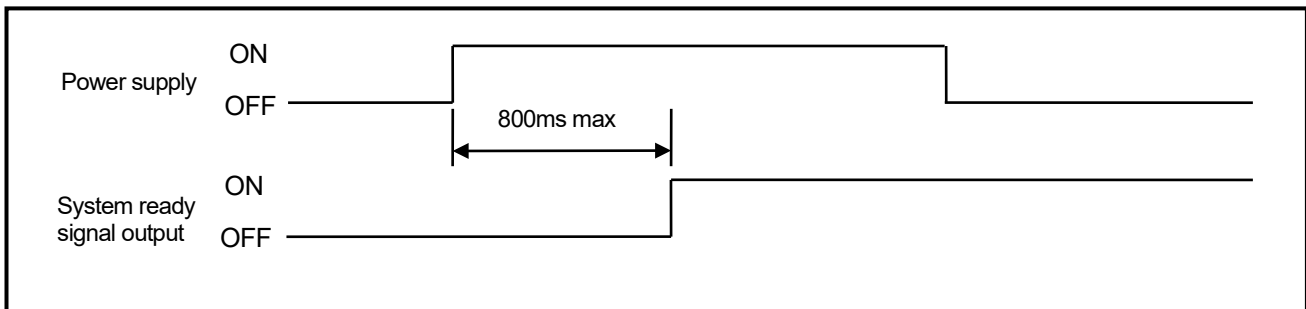 ON
Power supply
OFF
800ms max
ON
System ready
signal output
OFF